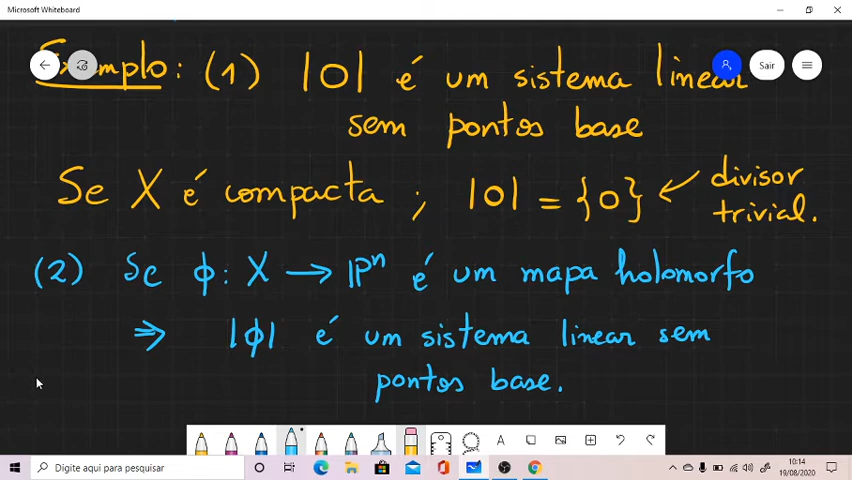 Microsoft Whiteboard
Exemplo: (1) |0| é um sistema linear
Sair
sem pontos base
Se X é compacta ; |0| = {0} ← divisor
trivial.
(2) Se ϕ: X → ℙⁿ é um mapa holomorfo
⇒ |ϕ| é um sistema linear sem
pontos base.
Digite aqui para pesquisar
10:14
19/08/2020